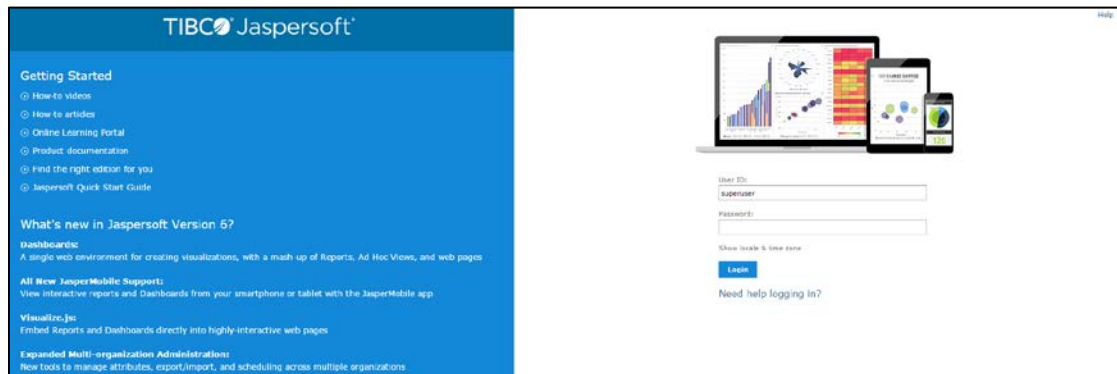 TIBCO Jaspersoft
Help
Getting Started
How-to videos
How-to articles
Online Learning Portal
Product documentation
Find the right edition for you
Jaspersoft Quick Start Guide
What's new in Jaspersoft Version 6?
Dashboards:
A single web environment for creating visualizations, with a mash-up of Reports, Ad Hoc Views, and web pages
All New JasperMobile Support:
View interactive reports and Dashboards from your smartphone or tablet with the JasperMobile app
Visualize.js:
Embed Reports and Dashboards directly into highly-interactive web pages
Expanded Multi-organization Administration:
New tools to manage attributes, export/import, and scheduling across multiple organizations
126
User ID:
superuser
Password:
Show locale & time zone
Login
Need help logging in?